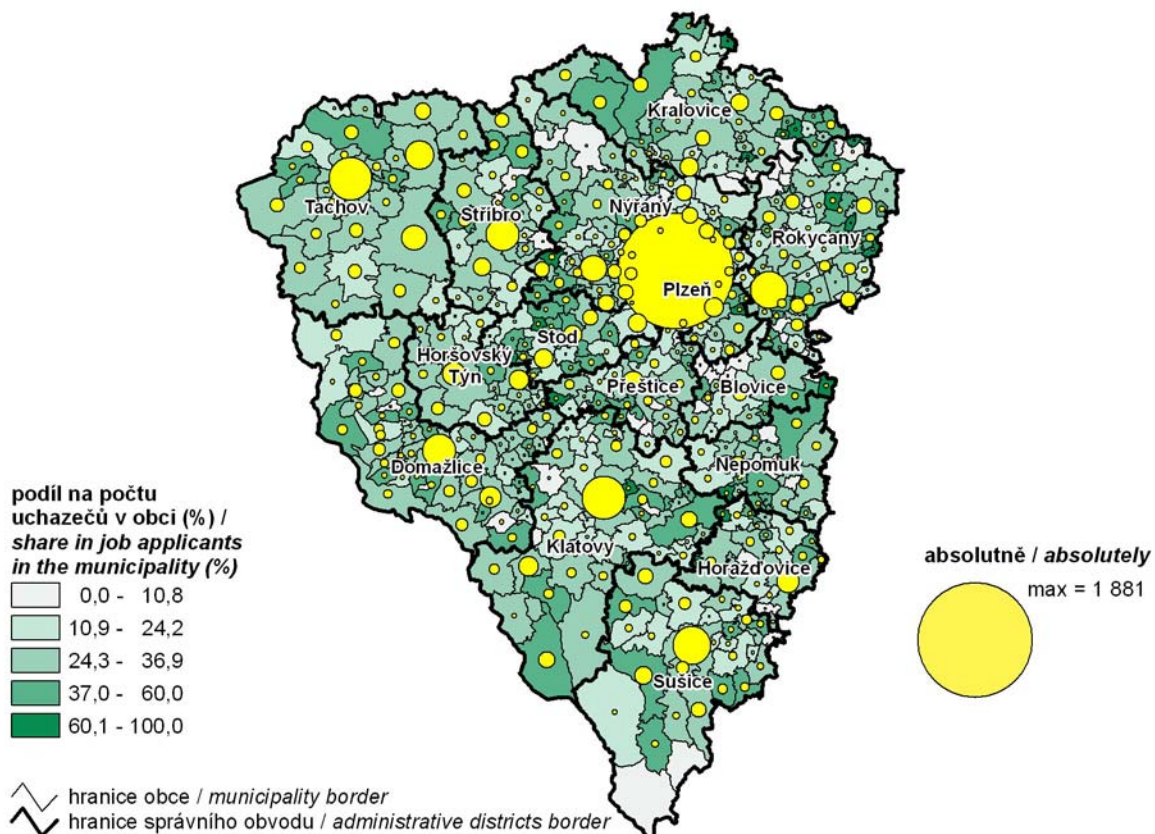 Kralovice
Tachov
Stříbro
Nýřany
Rokycany
Plzeň
Stod
Horšovský
Týn
Přeštice
Blovice
Domažlice
Nepomuk
Klatovy
Horažďovice
Sušice
podíl na počtu
uchazečů v obci (%) /
share in job applicants
in the municipality (%)
0,0 - 10,8
10,9 - 24,2
24,3 - 36,9
37,0 - 60,0
60,1 - 100,0
hranice obce / municipality border
hranice správního obvodu / administrative districts border
absolutně / absolutely
max = 1 881